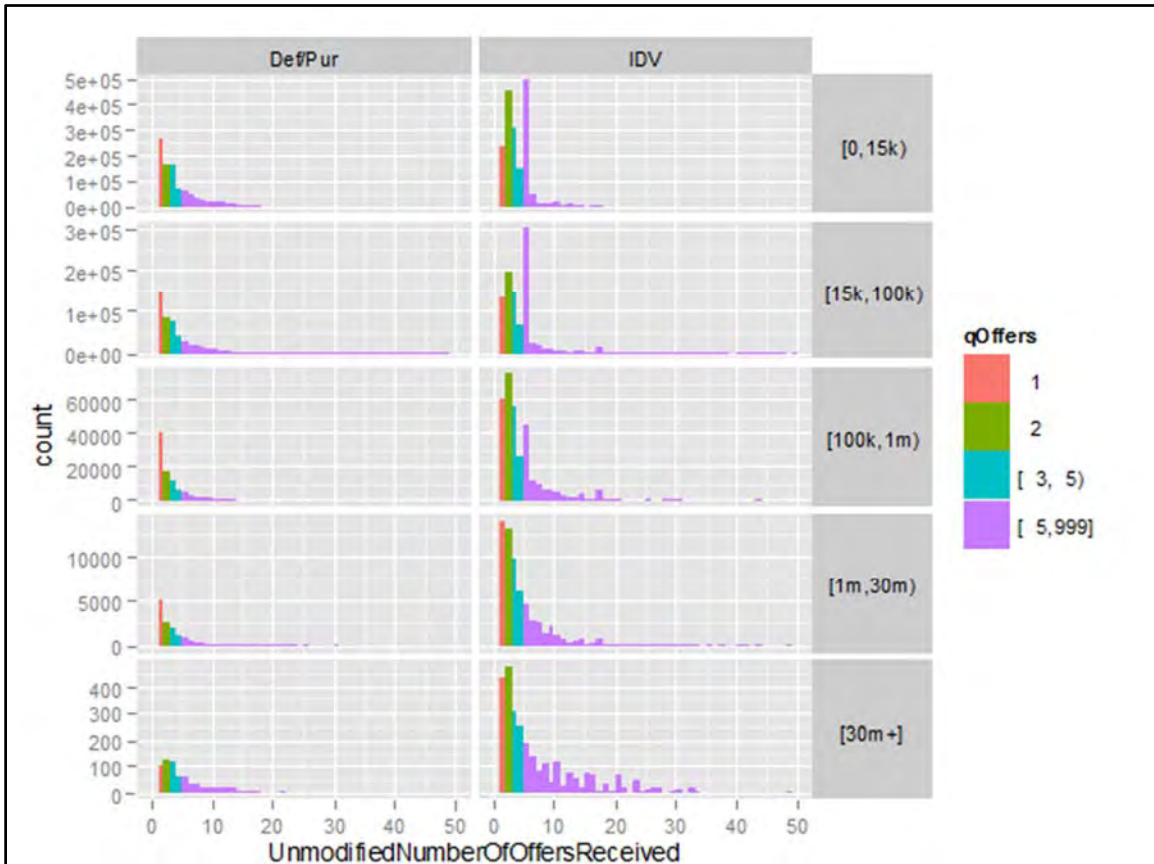 Def/Pur IDV
5e+05
4e+05
3e+05
2e+05
1e+05
0e+00
[0,15k)
3e+05
2e+05
1e+05
0e+00
[15k,100k)
60000
40000
20000
0
[100k,1m)
10000
5000
0
[1m,30m)
400
300
200
100
0
[30m+]
count
0 10 20 30 40 50 0 10 20 30 40 50
UnmodifiedNumberOfOffersReceived
qOffers
1
2
[ 3, 5)
[ 5,999]